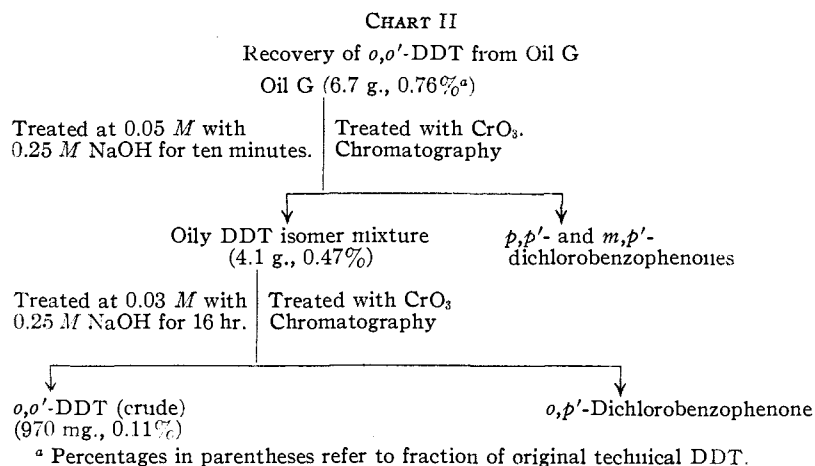 CHART II
Recovery of o,o′-DDT from Oil G
Oil G (6.7 g., 0.76%ᵃ)
Treated at 0.05 M with
0.25 M NaOH for ten minutes.
Treated with CrO₃.
Chromatography
Oily DDT isomer mixture
(4.1 g., 0.47%)
p,p′- and m,p′-
dichlorobenzophenones
Treated at 0.03 M with
0.25 M NaOH for 16 hr.
Treated with CrO₃
Chromatography
o,o′-DDT (crude)
(970 mg., 0.11%)
o,p′-Dichlorobenzophenone
ᵃ Percentages in parentheses refer to fraction of original technical DDT.